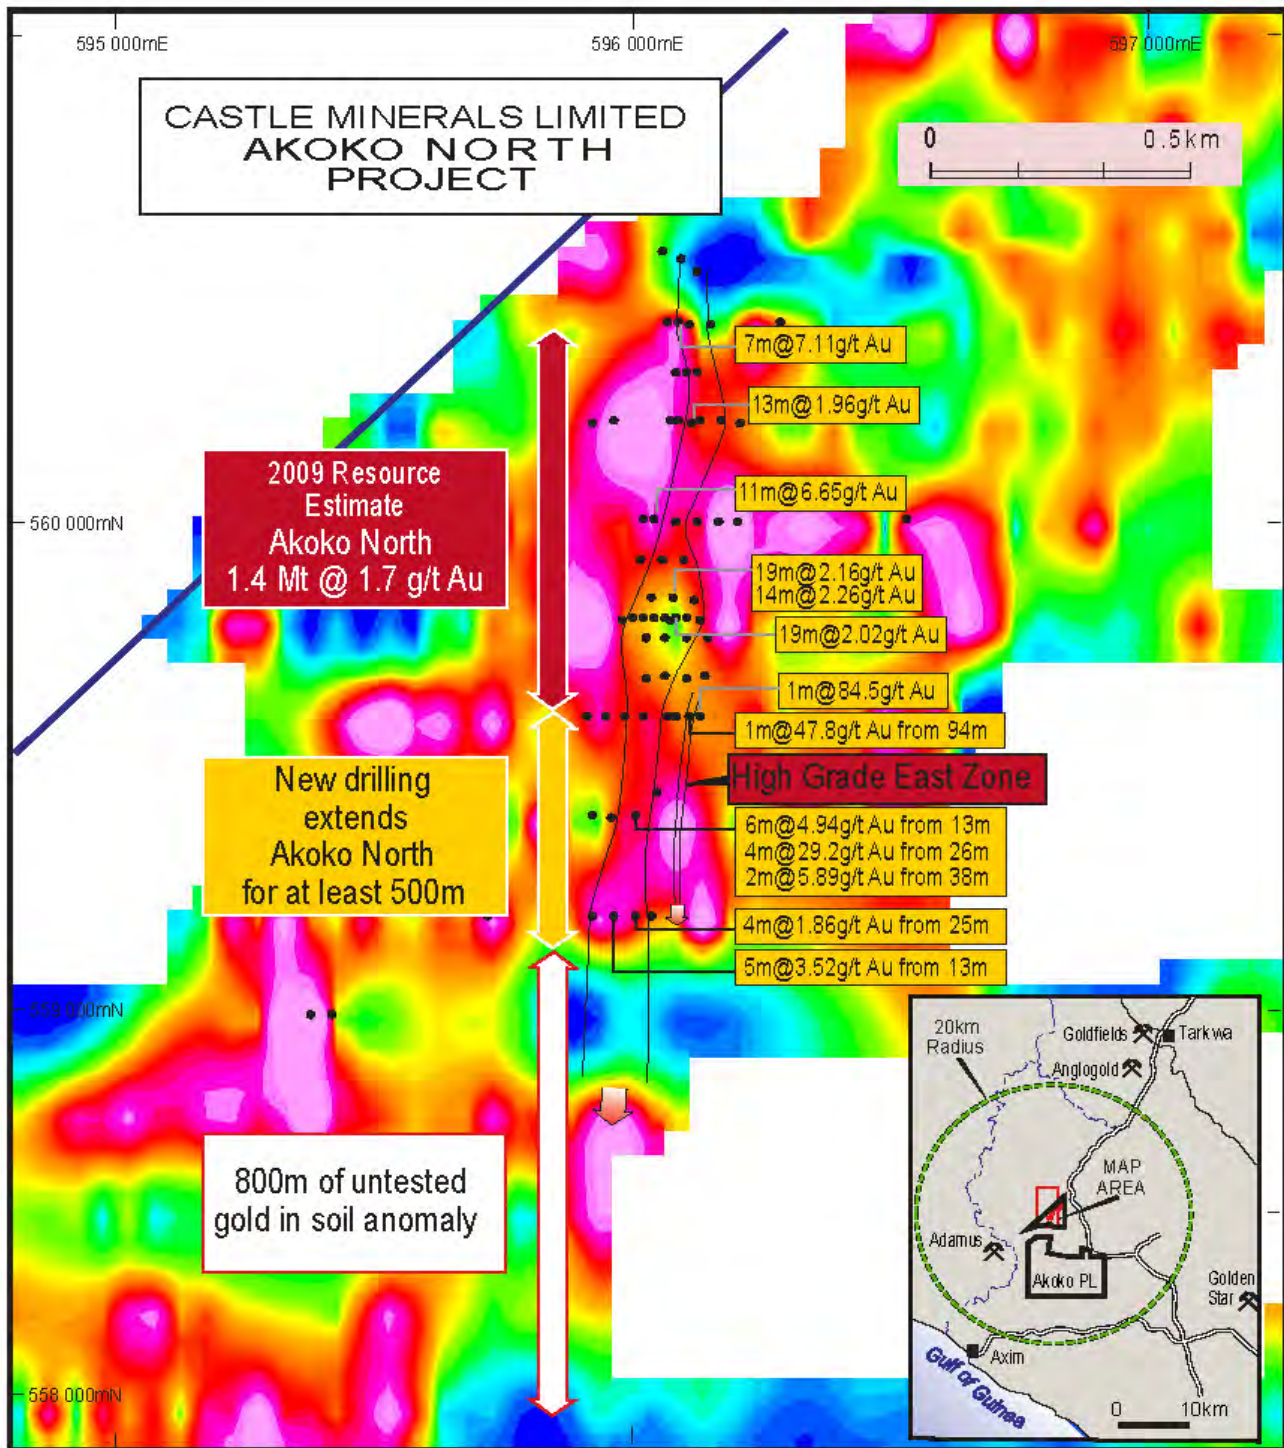 595 000mE
596 000mE
597 000mE
CASTLE MINERALS LIMITED
AKOKO NORTH
PROJECT
0 0.5km
7m@7.11g/t Au
13m@1.96g/t Au
2009 Resource
Estimate
Akoko North
1.4 Mt @ 1.7 g/t Au
11m@6.65g/t Au
560 000mN
19m@2.16g/t Au
14m@2.26g/t Au
19m@2.02g/t Au
1m@84.5g/t Au
1m@47.8g/t Au from 94m
High Grade East Zone
New drilling
extends
Akoko North
for at least 500m
6m@4.94g/t Au from 13m
4m@29.2g/t Au from 26m
2m@5.89g/t Au from 38m
4m@1.86g/t Au from 25m
5m@3.52g/t Au from 13m
559 000mN
800m of untested
gold in soil anomaly
558 000mN
20km
Radius
Goldfields
Tarkwa
Anglogold
MAP
AREA
Adamus
Akoko PL
Golden
Star
Axim
Gulf of Guinea
0 10km